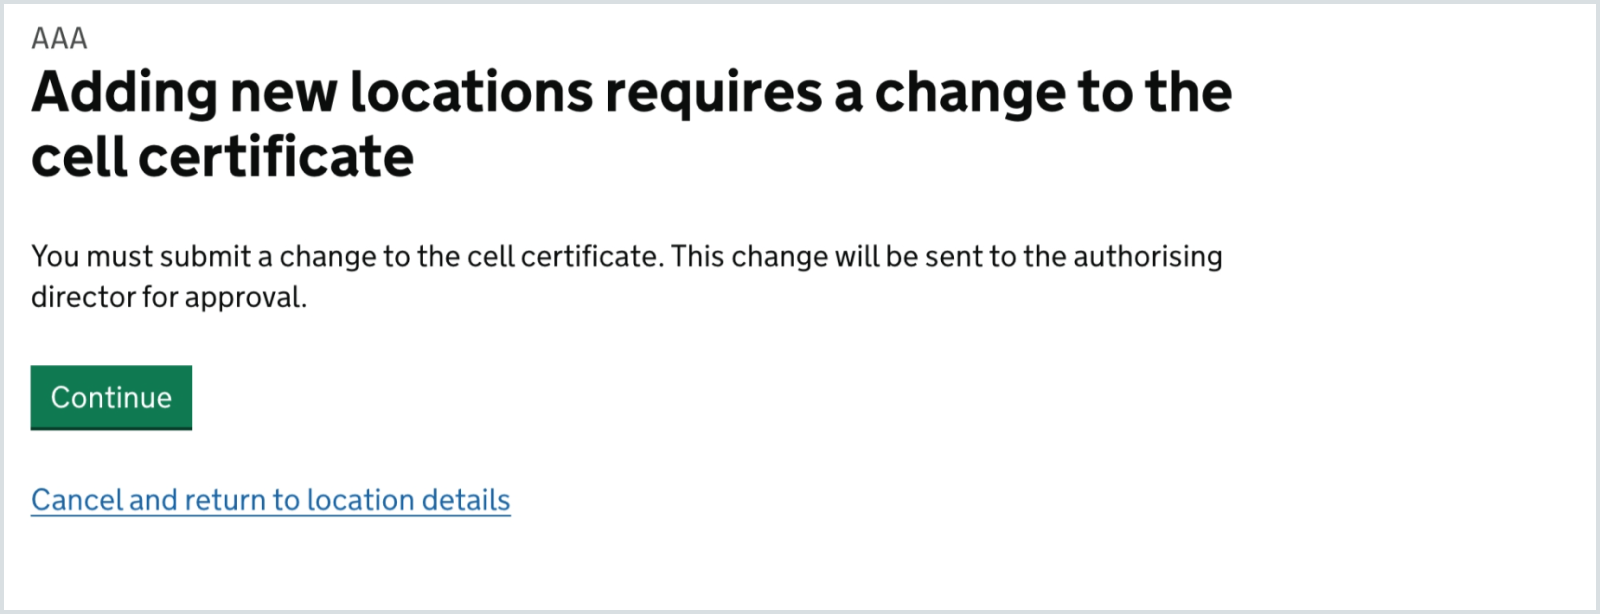 AAA
Adding new locations requires a change to the
cell certificate
You must submit a change to the cell certificate. This change will be sent to the authorising
director for approval.
Continue
Cancel and return to location details